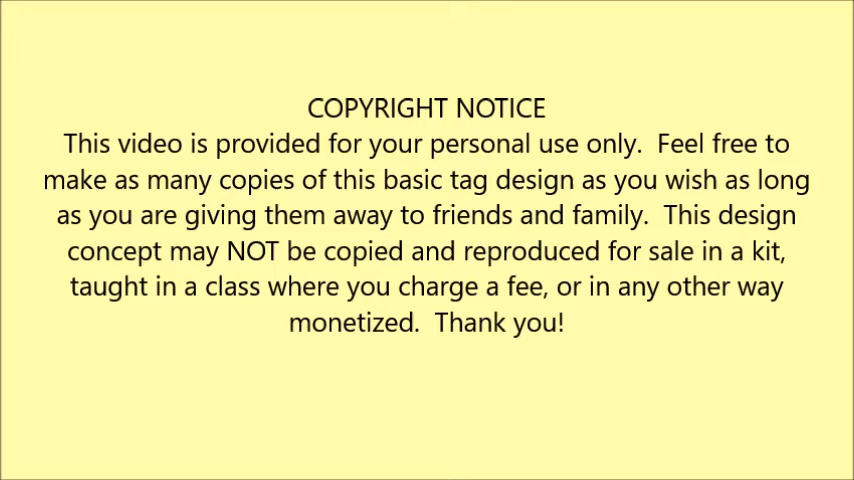 COPYRIGHT NOTICE
This video is provided for your personal use only.  Feel free to
make as many copies of this basic tag design as you wish as long
as you are giving them away to friends and family.  This design
concept may NOT be copied and reproduced for sale in a kit,
taught in a class where you charge a fee, or in any other way
monetized.  Thank you!